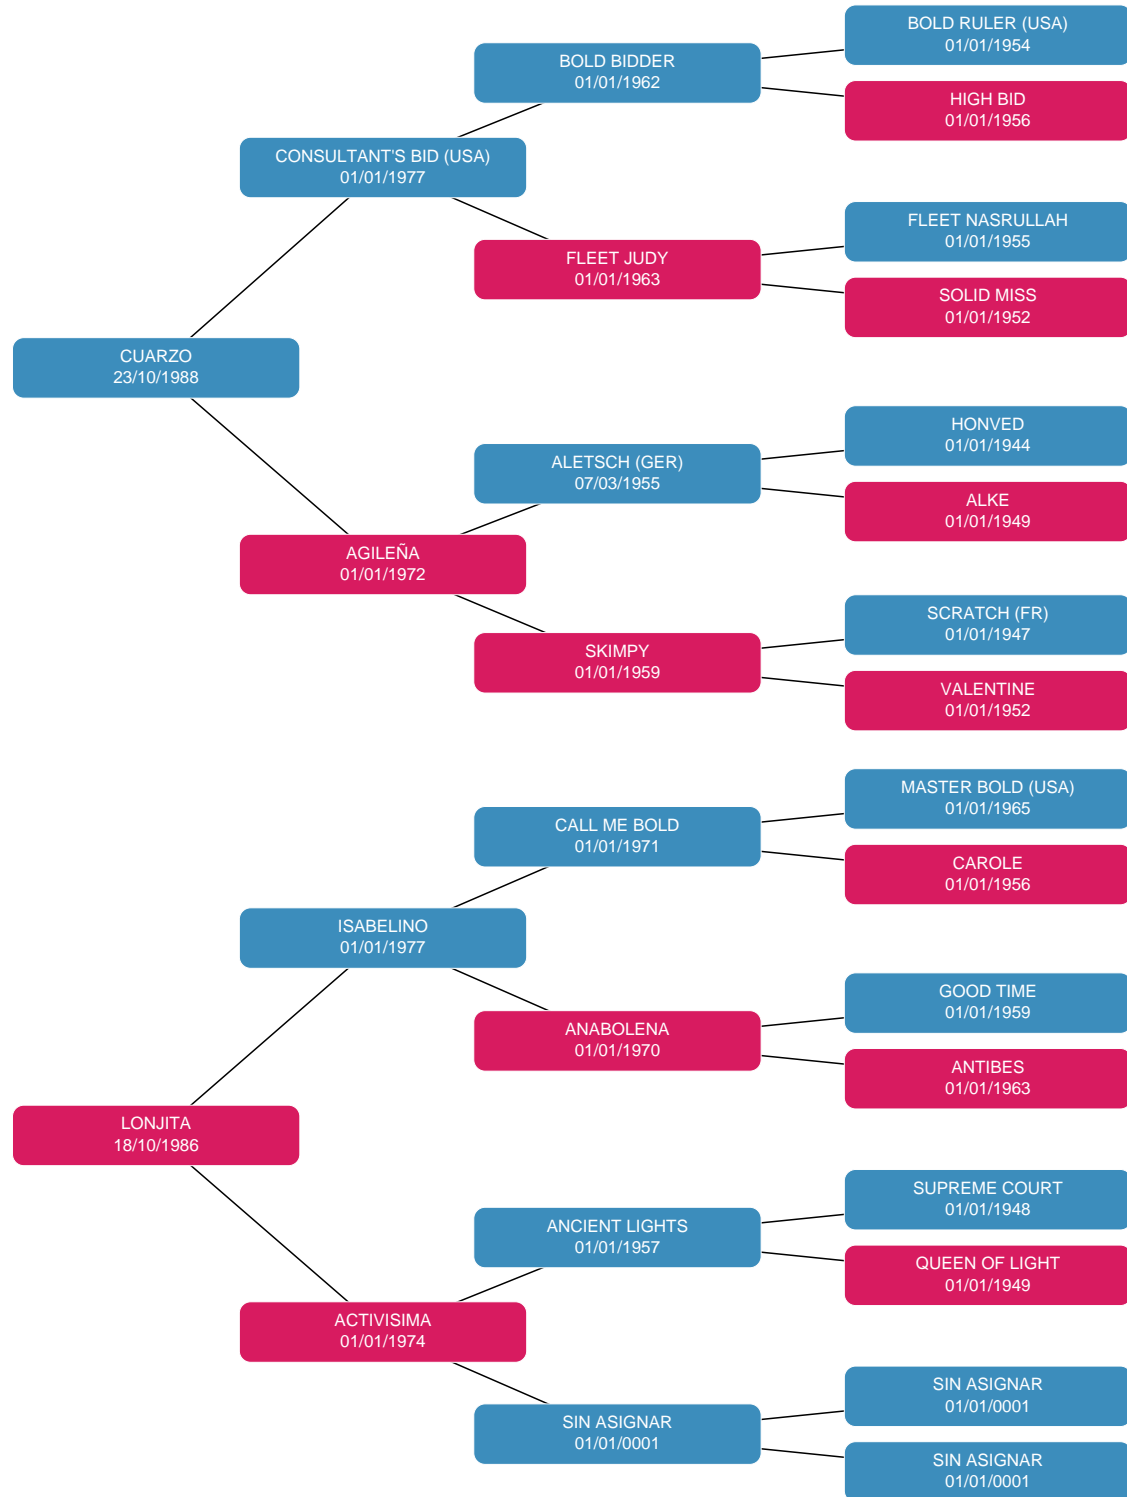 BOLD RULER (USA)
01/01/1954
BOLD BIDDER
01/01/1962
HIGH BID
01/01/1956
CONSULTANT'S BID (USA)
01/01/1977
FLEET NASRULLAH
01/01/1955
FLEET JUDY
01/01/1963
SOLID MISS
01/01/1952
CUARZO
23/10/1988
HONVED
01/01/1944
ALETSCH (GER)
07/03/1955
ALKE
01/01/1949
AGILEÑA
01/01/1972
SCRATCH (FR)
01/01/1947
SKIMPY
01/01/1959
VALENTINE
01/01/1952
MASTER BOLD (USA)
01/01/1965
CALL ME BOLD
01/01/1971
CAROLE
01/01/1956
ISABELINO
01/01/1977
GOOD TIME
01/01/1959
ANABOLENA
01/01/1970
ANTIBES
01/01/1963
LONJITA
18/10/1986
SUPREME COURT
01/01/1948
ANCIENT LIGHTS
01/01/1957
QUEEN OF LIGHT
01/01/1949
ACTIVISIMA
01/01/1974
SIN ASIGNAR
01/01/0001
SIN ASIGNAR
01/01/0001
SIN ASIGNAR
01/01/0001